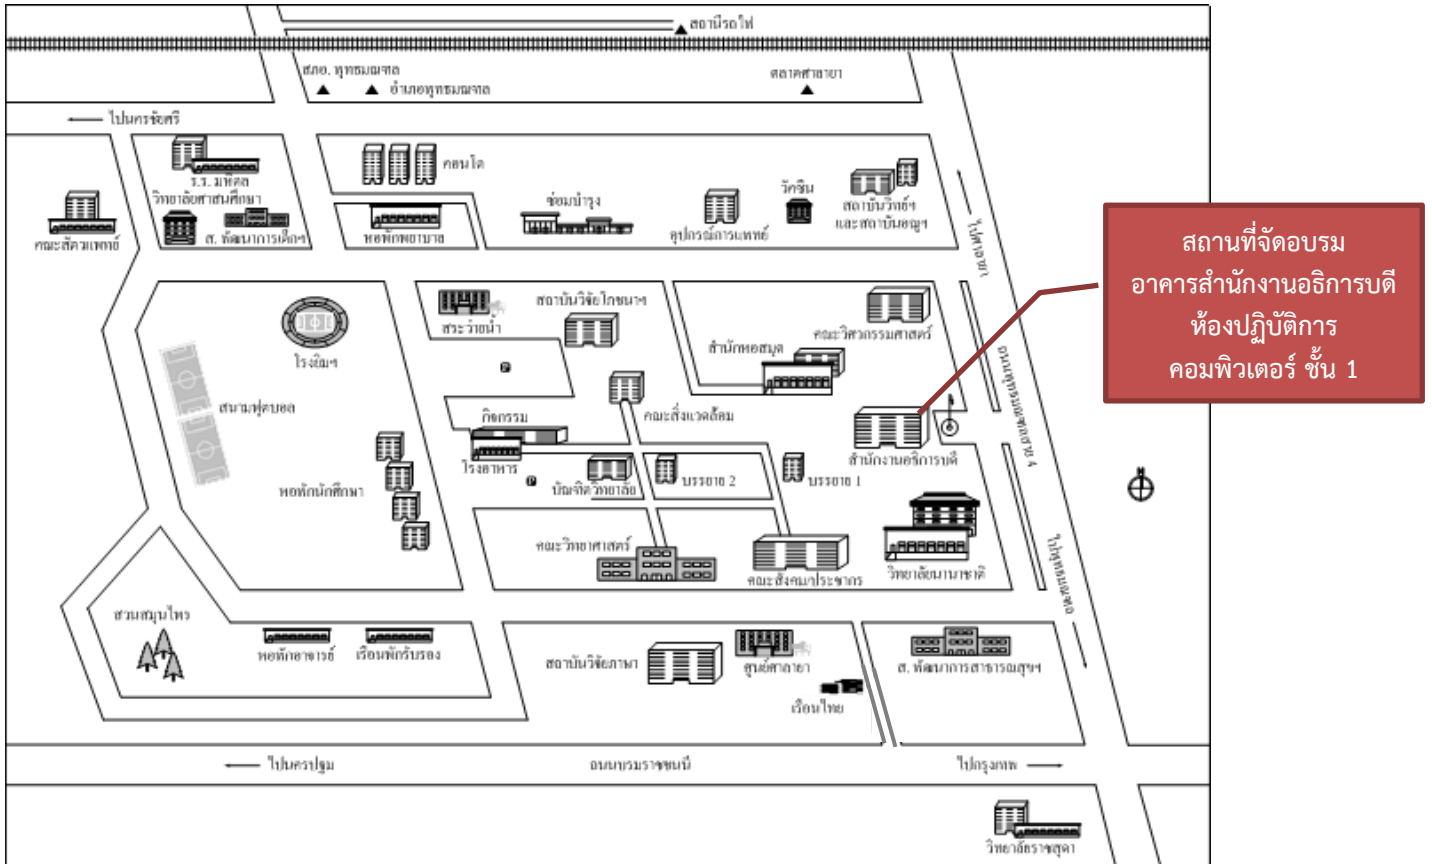 สถานีรถไฟ
สภอ. พุทธมณฑล
อำเภอพุทธมณฑล
ตลาดศาลายา
ไปนครชัยศรี
ร.ร. มหิดล
วิทยาลัยศาสนศึกษา
ส. พัฒนาการเด็กฯ
คณะสัตวแพทย์
คอนโด
หอพักพยาบาล
ซ่อมบำรุง
อุปกรณ์การแพทย์
วัคซีน
สถาบันวิทย์ฯ
และสถาบันอณูฯ
ไปศาลายา
สถานที่จัดอบรม
อาคารสำนักงานอธิการบดี
ห้องปฏิบัติการ
คอมพิวเตอร์ ชั้น 1
โรงยิมฯ
สนามฟุตบอล
หอพักนักศึกษา
สระว่ายน้ำ
สถาบันวิจัยโภชนาฯ
สำนักหอสมุด
คณะวิศวกรรมศาสตร์
คณะสิ่งแวดล้อม
กิจกรรม
โรงอาหาร
บัณฑิตวิทยาลัย
บรรยาย 2
บรรยาย 1
สำนักงานอธิการบดี
ถนนพุทธมณฑลสาย 4
N
คณะวิทยาศาสตร์
คณะสังคม/ประชากร
วิทยาลัยนานาชาติ
ไปพุทธมณฑล
สวนสมุนไพร
หอพักอาจารย์
เรือนพักรับรอง
สถาบันวิจัยภาษา
ศูนย์ศาลายา
เรือนไทย
ส. พัฒนาการสาธารณสุขฯ
ไปนครปฐม
ถนนบรมราชชนนี
ไปกรุงเทพ
วิทยาลัยราชสุดา